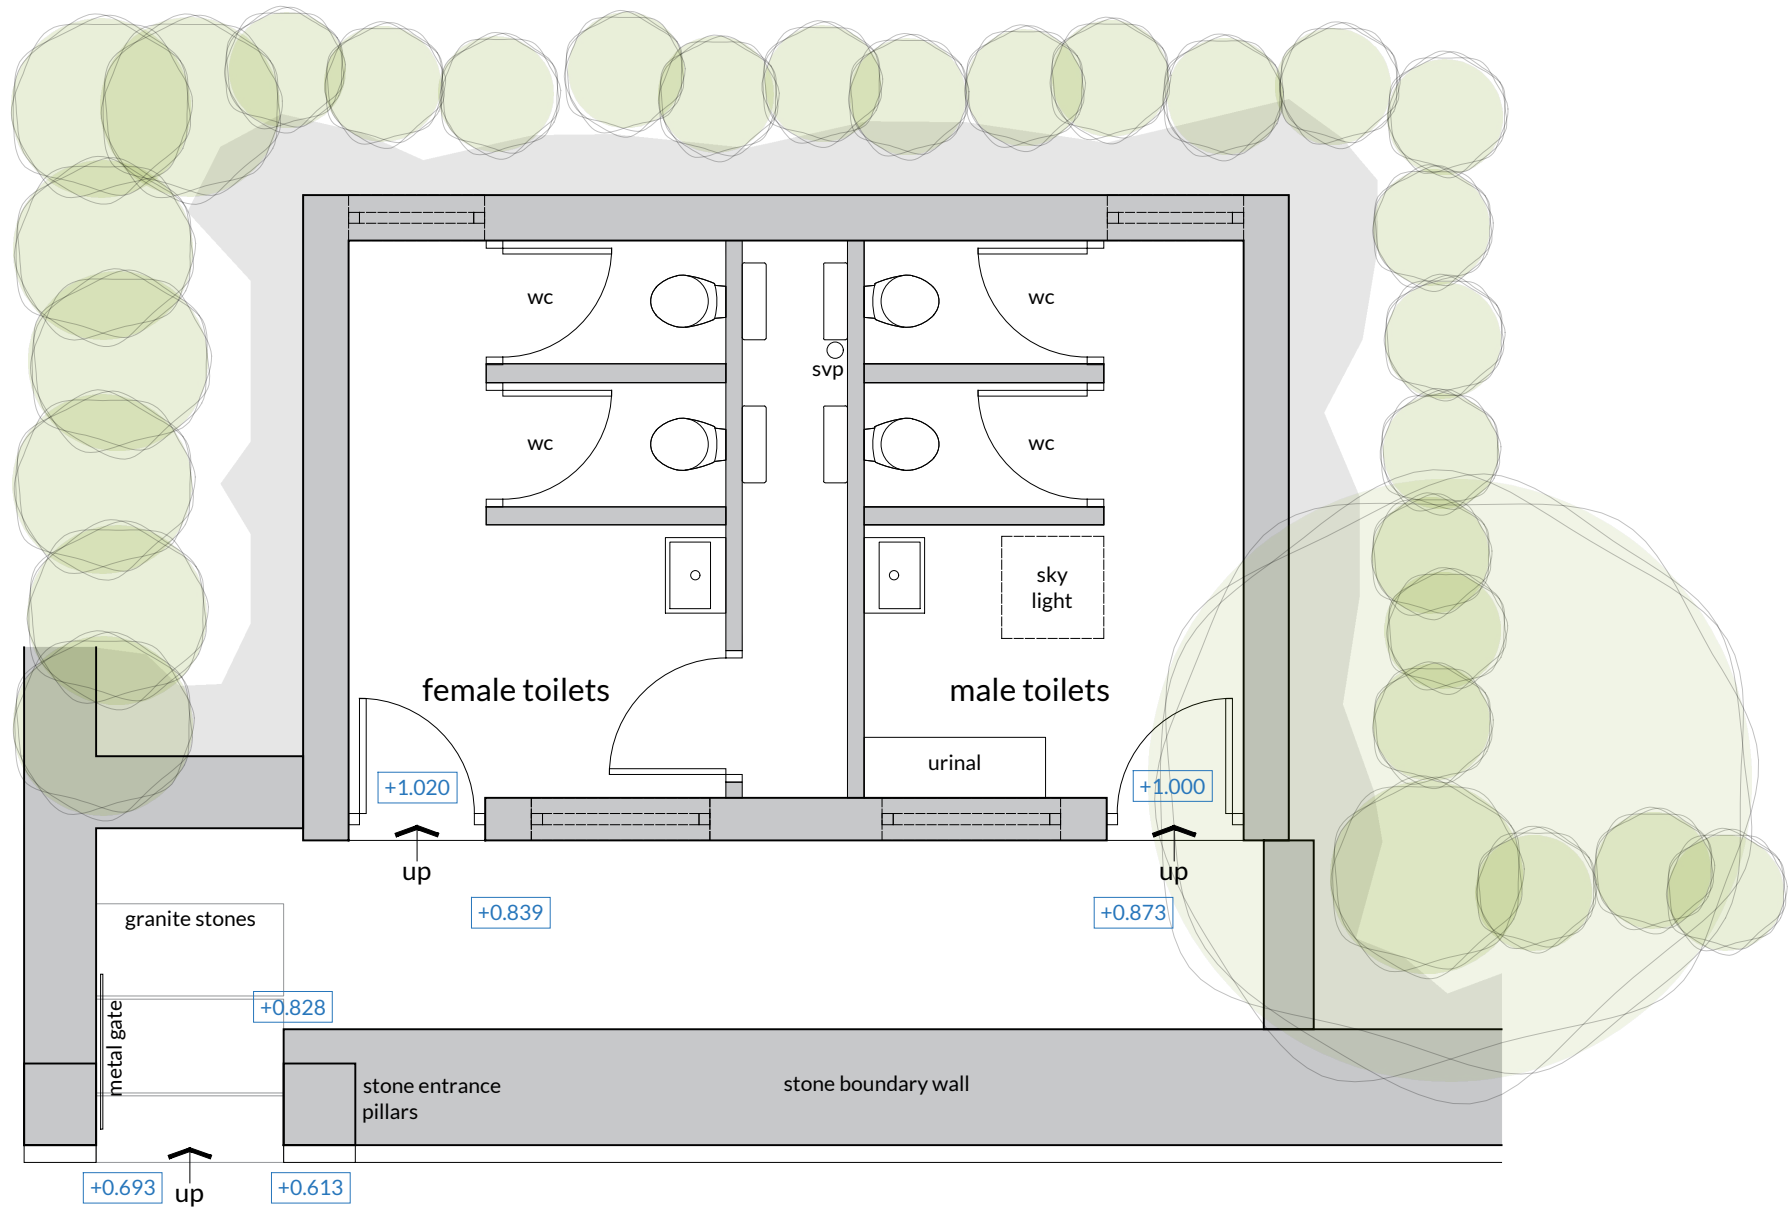 wc
wc
svp
wc
wc
sky
light
female toilets
male toilets
urinal
+1.020
+1.000
up
up
+0.839
+0.873
granite stones
+0.828
metal gate
stone entrance
pillars
stone boundary wall
+0.693
up
+0.613